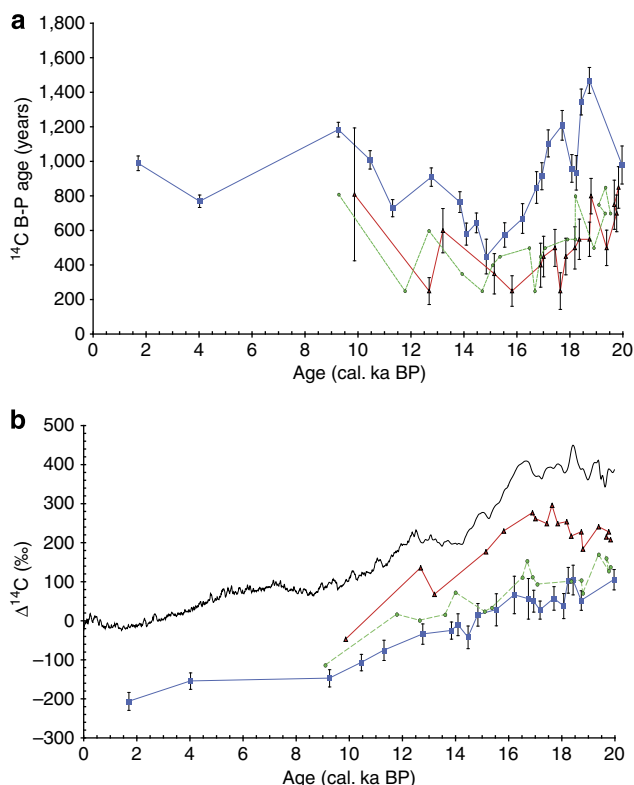 a
1,800
1,600
1,400
1,200
1,000
800
600
400
200
0
¹⁴C B-P age (years)
0 2 4 6 8 10 12 14 16 18 20
Age (cal. ka BP)
b
500
400
300
200
100
0
−100
−200
−300
Δ¹⁴C (‰)
0 2 4 6 8 10 12 14 16 18 20
Age (cal. ka BP)